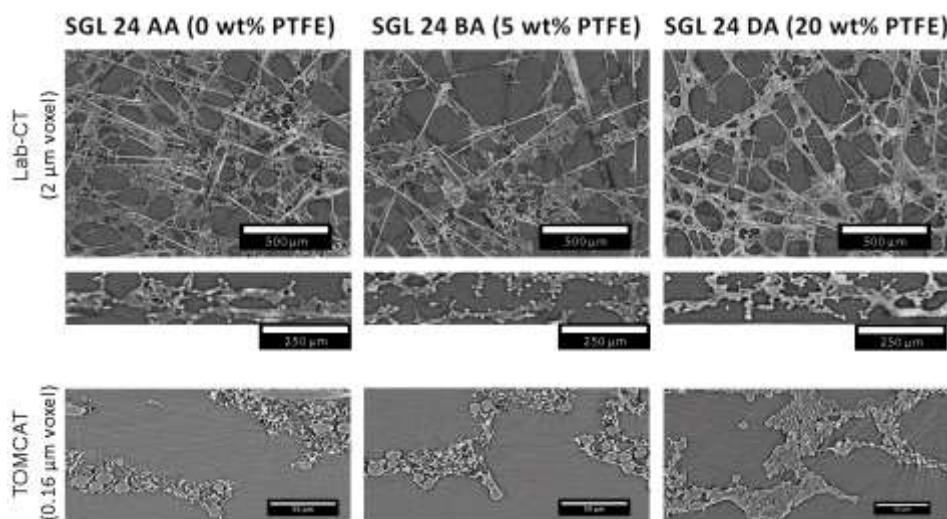 SGL 24 AA (0 wt% PTFE)
SGL 24 BA (5 wt% PTFE)
SGL 24 DA (20 wt% PTFE)
Lab-CT
(2 µm voxel)
500 µm
500 µm
500 µm
250 µm
250 µm
250 µm
TOMCAT
(0.16 µm voxel)